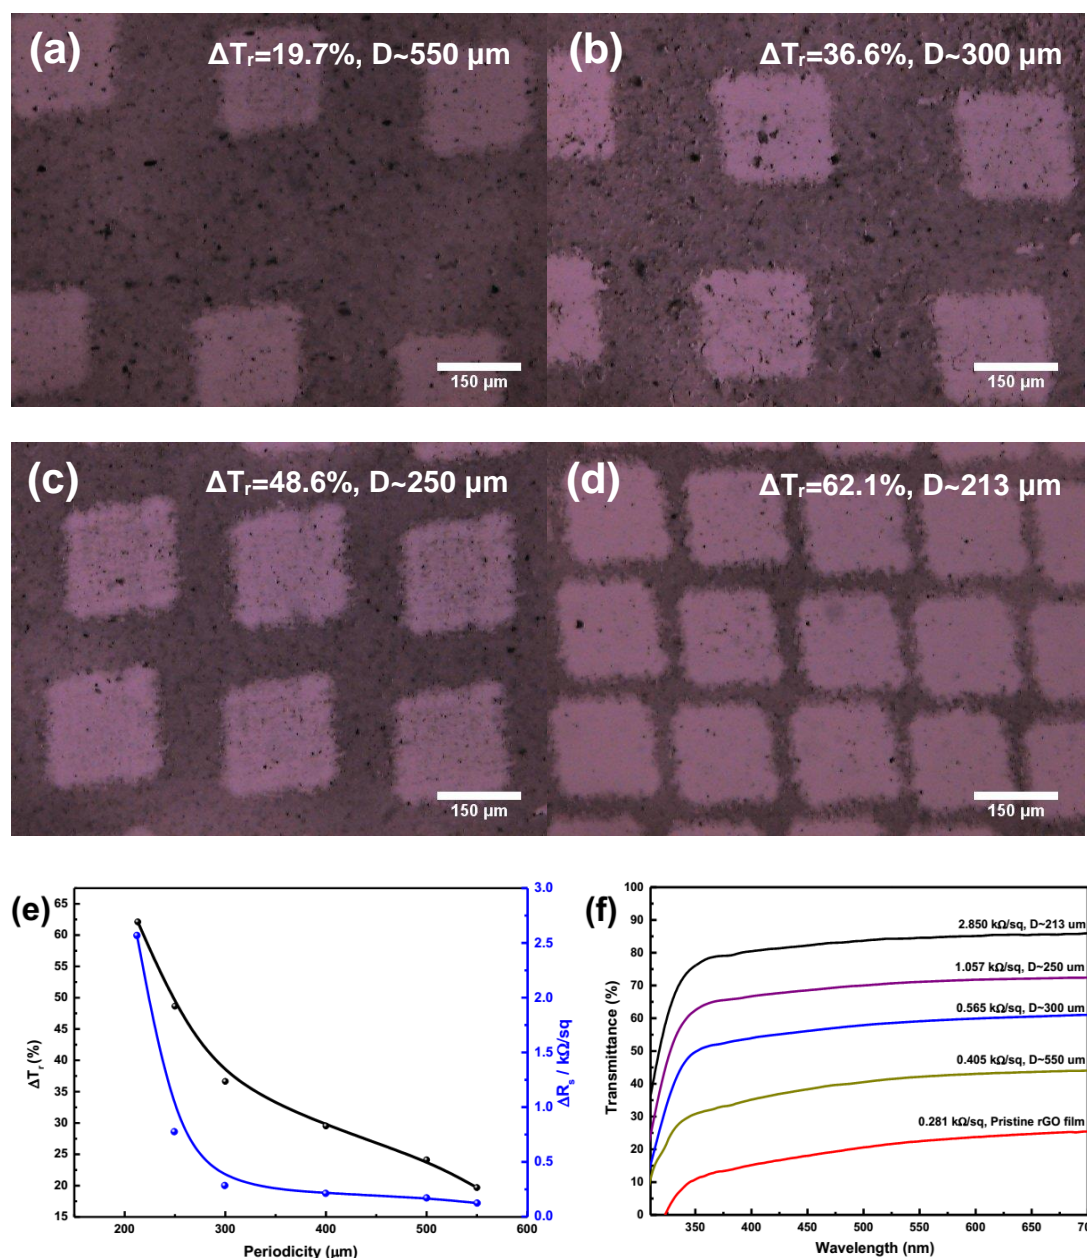 (a)
ΔTᵣ=19.7%, D~550 µm
150 µm
(b)
ΔTᵣ=36.6%, D~300 µm
150 µm
(c)
ΔTᵣ=48.6%, D~250 µm
150 µm
(d)
ΔTᵣ=62.1%, D~213 µm
150 µm
(e)
ΔTᵣ (%)
65
60
55
50
45
40
35
30
25
20
15
200
300
400
500
600
Periodicity (µm)
3.0
2.5
2.0
1.5
1.0
0.5
0.0
ΔRₛ / kΩ/sq
(f)
Transmittance (%)
100
90
80
70
60
50
40
30
20
10
0
2.850 kΩ/sq, D~213 um
1.057 kΩ/sq, D~250 um
0.565 kΩ/sq, D~300 um
0.405 kΩ/sq, D~550 um
0.281 kΩ/sq, Pristine rGO film
350
400
450
500
550
600
650
Wavelength (nm)